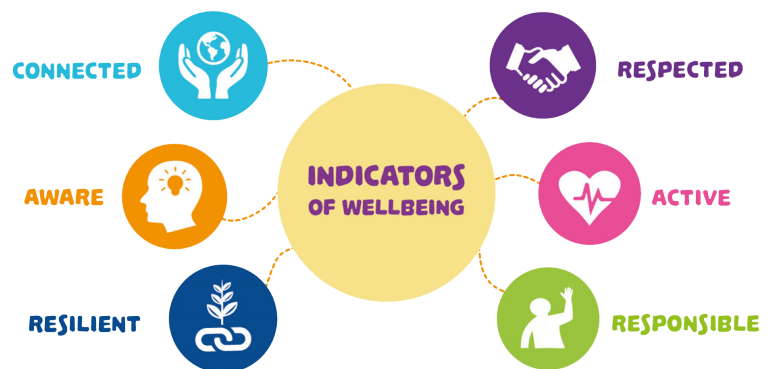 CONNECTED
RESPECTED
INDICATORS
OF WELLBEING
AWARE
ACTIVE
RESILIENT
RESPONSIBLE